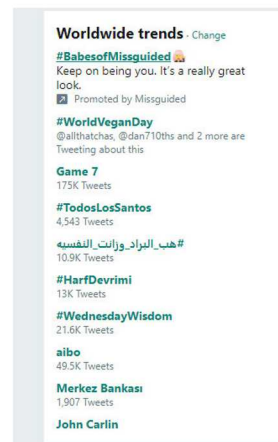 Worldwide trends · Change
#BabesofMissguided
Keep on being you. It's a really great
look.
Promoted by Missguided
#WorldVeganDay
@allthatchas, @dan710ths and 2 more are
Tweeting about this
Game 7
175K Tweets
#TodosLosSantos
4,543 Tweets
#هب_البراد_وزانت_النفسيه
10.9K Tweets
#HarfDevrimi
13K Tweets
#WednesdayWisdom
21.6K Tweets
aibo
49.5K Tweets
Merkez Bankası
1,907 Tweets
John Carlin